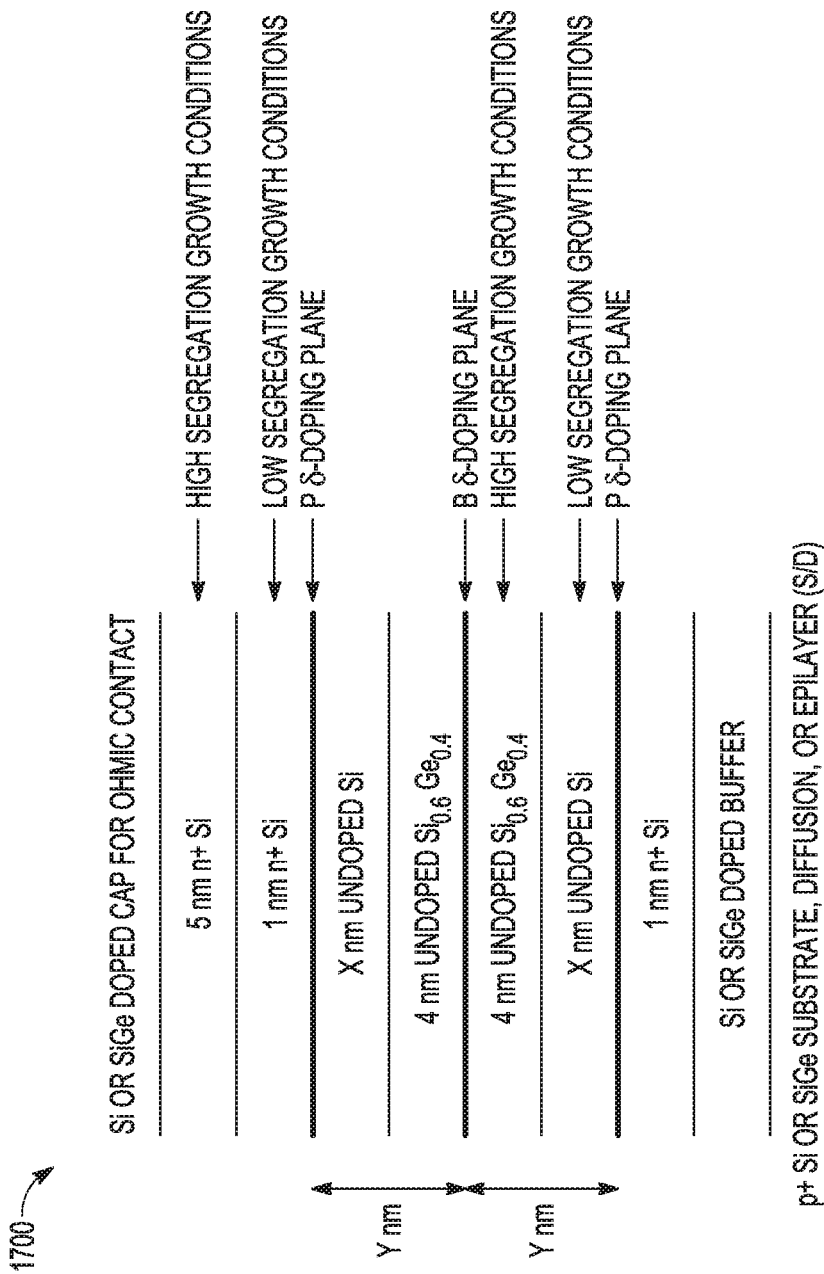 1700
Si OR SiGe DOPED CAP FOR OHMIC CONTACT
5 nm n+ Si
HIGH SEGREGATION GROWTH CONDITIONS
1 nm n+ Si
LOW SEGREGATION GROWTH CONDITIONS
P δ-DOPING PLANE
X nm UNDOPED Si
Y nm
4 nm UNDOPED Si0.6 Ge0.4
B δ-DOPING PLANE
4 nm UNDOPED Si0.6 Ge0.4
HIGH SEGREGATION GROWTH CONDITIONS
Y nm
X nm UNDOPED Si
LOW SEGREGATION GROWTH CONDITIONS
P δ-DOPING PLANE
1 nm n+ Si
Si OR SiGe DOPED BUFFER
p+ Si OR SiGe SUBSTRATE, DIFFUSION, OR EPILAYER (S/D)